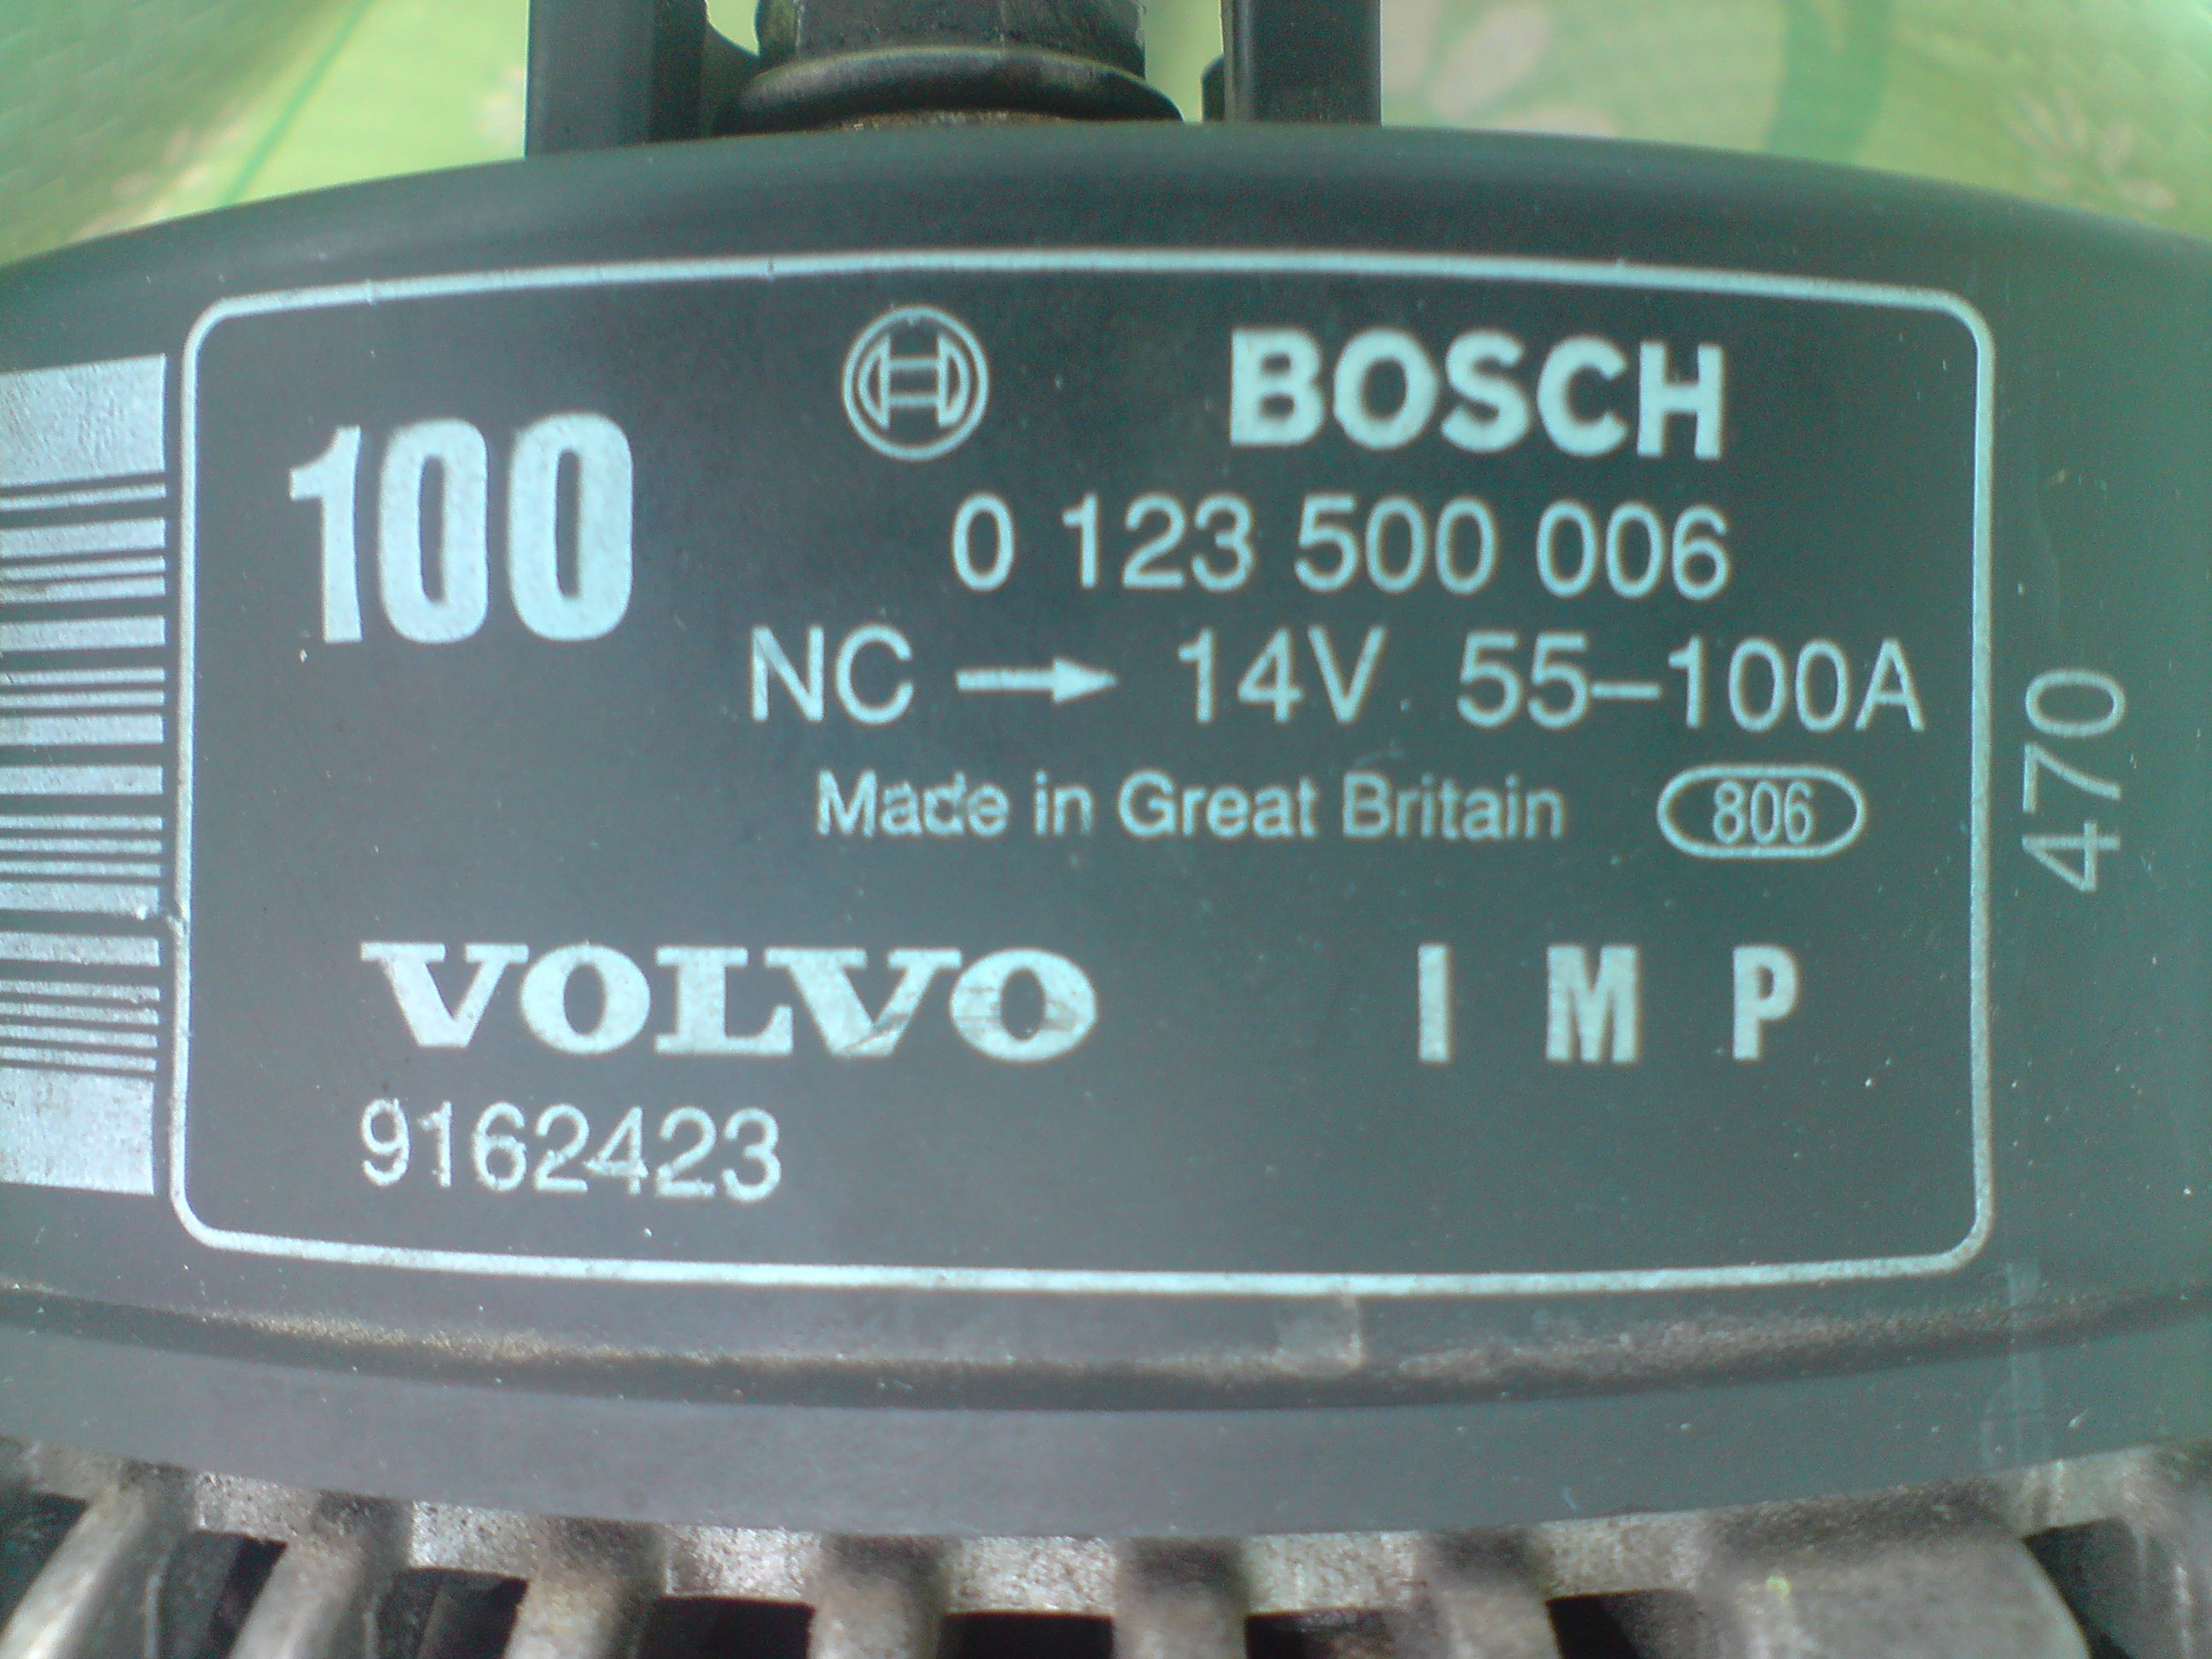 100
BOSCH
0 123 500 006
NC → 14V 55–100A
Made in Great Britain 806
VOLVO I M P
9162423
470